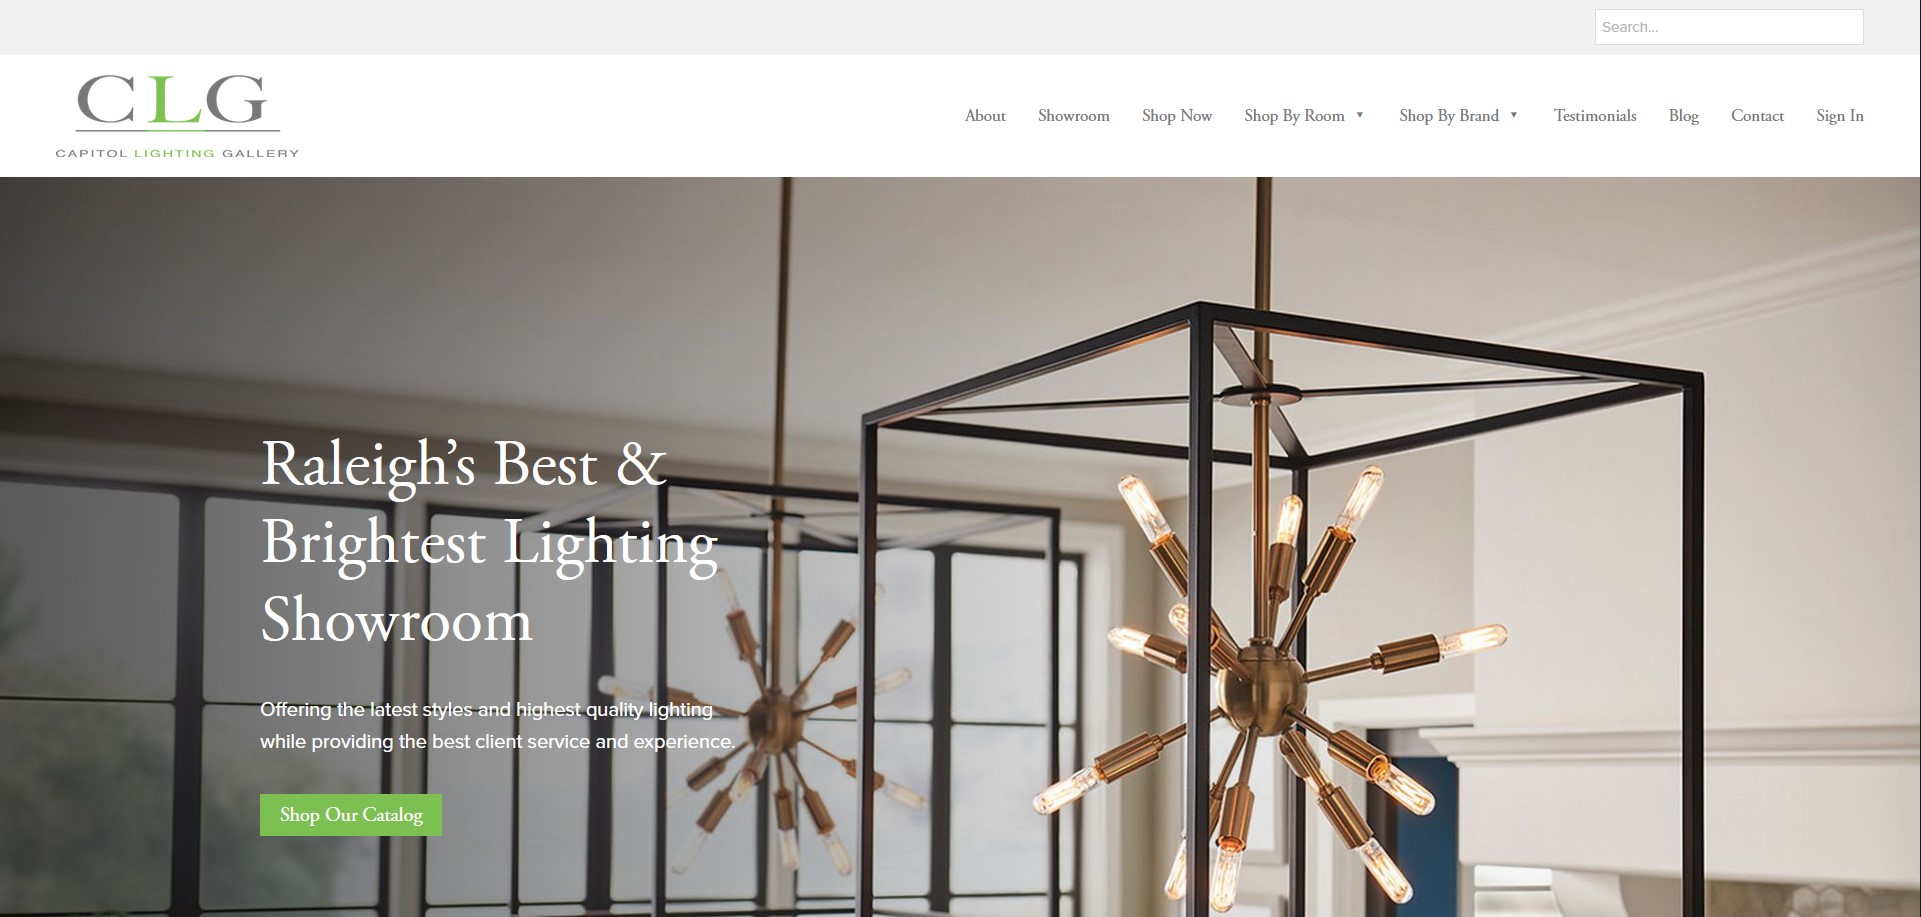 Search...
CLG
CAPITOL LIGHTING GALLERY
About Showroom Shop Now Shop By Room Shop By Brand Testimonials Blog Contact Sign In
Raleigh’s Best &
Brightest Lighting
Showroom
Offering the latest styles and highest quality lighting
while providing the best client service and experience.
Shop Our Catalog